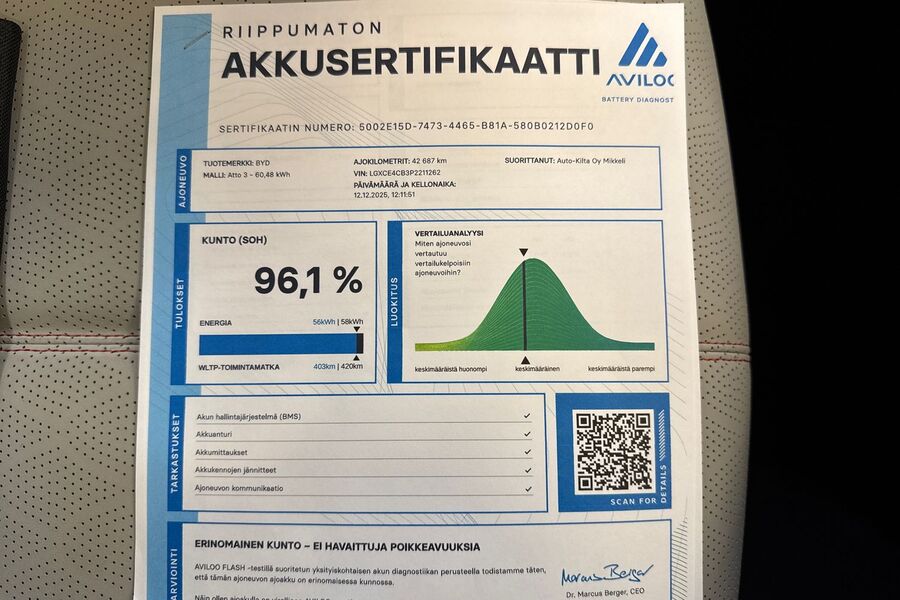 RIIPPUMATON
AKKUSERTIFIKAATTI
AVILOO
BATTERY DIAGNOST
SERTIFIKAATIN NUMERO: 5002E15D-7473-4465-B81A-580B0212D0F0
AJONEUVO
TUOTEMERKKI: BYD
MALLI: Atto 3 – 60,48 kWh
AJOKILOMETRIT: 42 687 km
VIN: LGXCE4CB3P2211262
PÄIVÄMÄÄRÄ JA KELLONAIKA:
12.12.2025, 12:11:51
SUORITTANUT: Auto-Kilta Oy Mikkeli
TULOKSET
KUNTO (SOH)
96,1 %
ENERGIA 56kWh | 58kWh
WLTP-TOIMINTAMATKA 403km | 420km
LUOKITUS
VERTAILUANALYYSI
Miten ajoneuvosi
vertautuu
vertailukelpoisiin
ajoneuvoihin?
keskimääräistä huonompi keskimääräinen keskimääräistä parempi
TARKASTUKSET
Akun hallintajärjestelmä (BMS) ✓
Akkuanturi ✓
Akkumittaukset ✓
Akkukennojen jännitteet ✓
Ajoneuvon kommunikaatio ✓
SCAN FOR DETAILS
ARVIOINTI
ERINOMAINEN KUNTO – EI HAVAITTUJA POIKKEAVUUKSIA
AVILOO FLASH -testillä suoritetun yksityiskohtaisen akun diagnostiikan perusteella todistamme täten,
että tämän ajoneuvon ajoakku on erinomaisessa kunnossa.
Marcus Berger
Dr. Marcus Berger, CEO